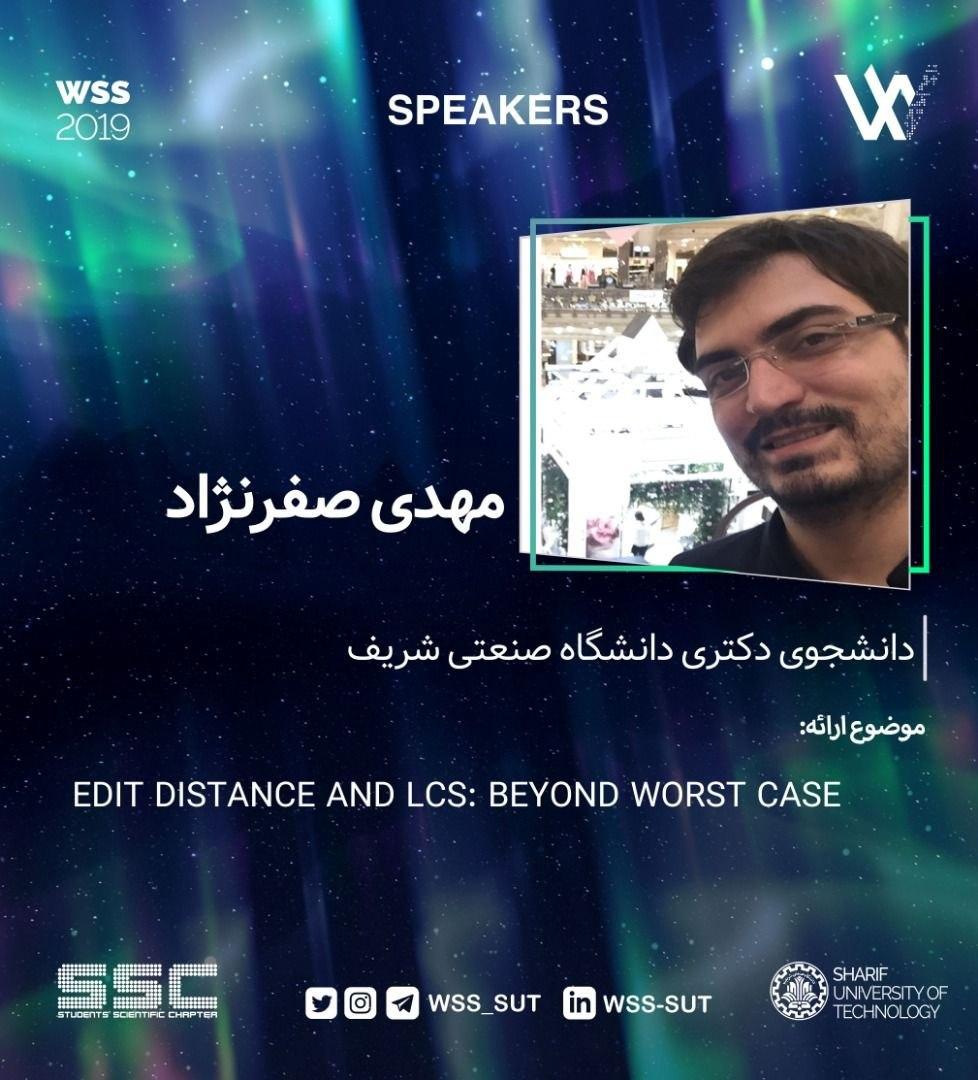 WSS
2019
SPEAKERS
مهدی صفرنژاد
دانشجوی دکتری دانشگاه صنعتی شریف
موضوع ارائه:
EDIT DISTANCE AND LCS: BEYOND WORST CASE
SSC
STUDENTS' SCIENTIFIC CHAPTER
WSS_SUT
in WSS-SUT
SHARIF
UNIVERSITY OF
TECHNOLOGY